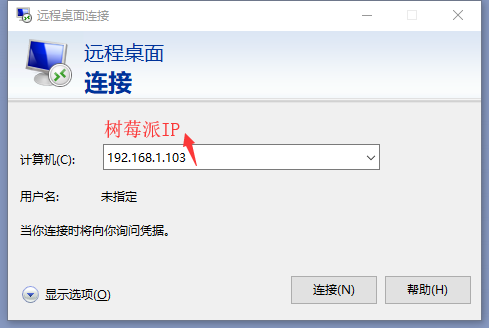 远程桌面连接
远程桌面
连接
树莓派IP
计算机(C):
192.168.1.103
用户名:
未指定
当你连接时将向你询问凭据。
显示选项(O)
连接(N)
帮助(H)